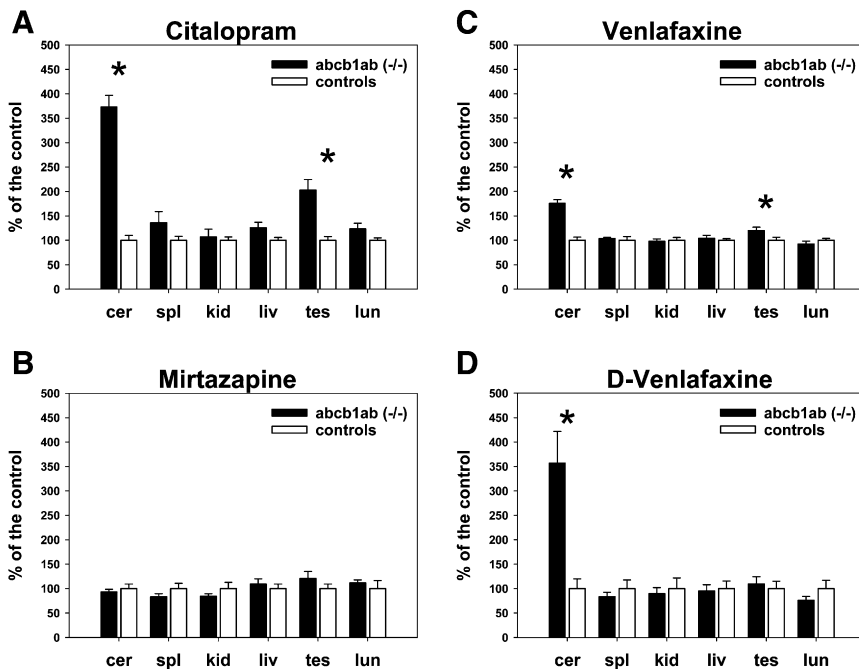 A
Citalopram
% of the control
500
450
400
350
300
250
200
150
100
50
0
*
*
abcb1ab (-/-)
controls
cer spl kid liv tes lun
C
Venlafaxine
% of the control
500
450
400
350
300
250
200
150
100
50
0
*
*
abcb1ab (-/-)
controls
cer spl kid liv tes lun
B
Mirtazapine
% of the control
500
450
400
350
300
250
200
150
100
50
0
abcb1ab (-/-)
controls
cer spl kid liv tes lun
D
D-Venlafaxine
% of the control
500
450
400
350
300
250
200
150
100
50
0
*
abcb1ab (-/-)
controls
cer spl kid liv tes lun